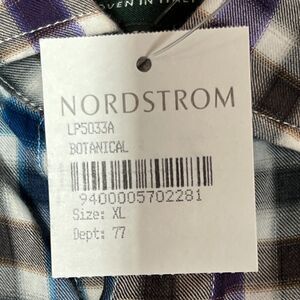 OVEN IN ITALY
NORDSTROM
LP5033A
BOTANICAL
9400005702281
Size: XL
Dept: 77